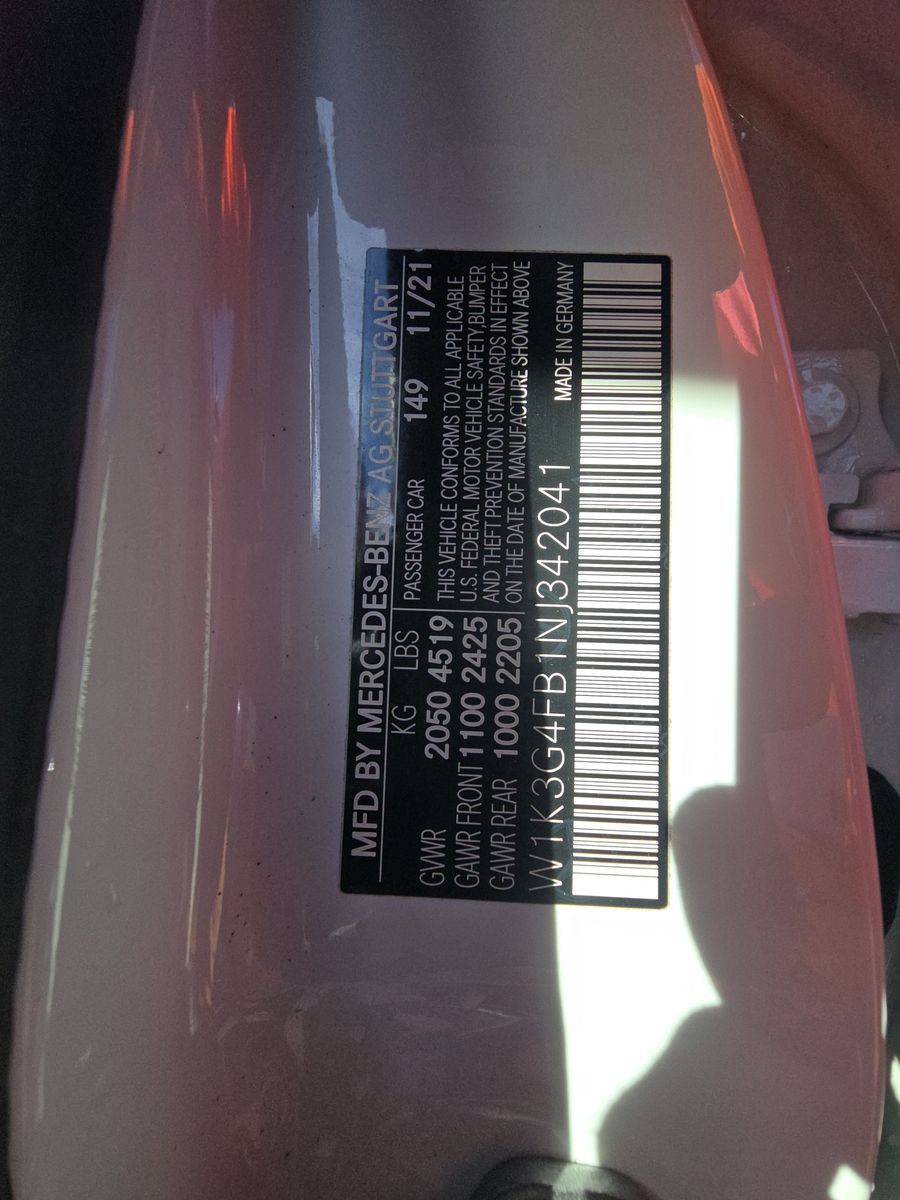 MFD BY MERCEDES-BENZ AG STUTTGART
KG LBS
GVWR 2050 4519
GAWR FRONT 1100 2425
GAWR REAR 1000 2205
PASSENGER CAR 149 11/21
THIS VEHICLE CONFORMS TO ALL APPLICABLE
U.S. FEDERAL MOTOR VEHICLE SAFETY,BUMPER
AND THEFT PREVENTION STANDARDS IN EFFECT
ON THE DATE OF MANUFACTURE SHOWN ABOVE
W1K3G4FB1NJ342041
MADE IN GERMANY